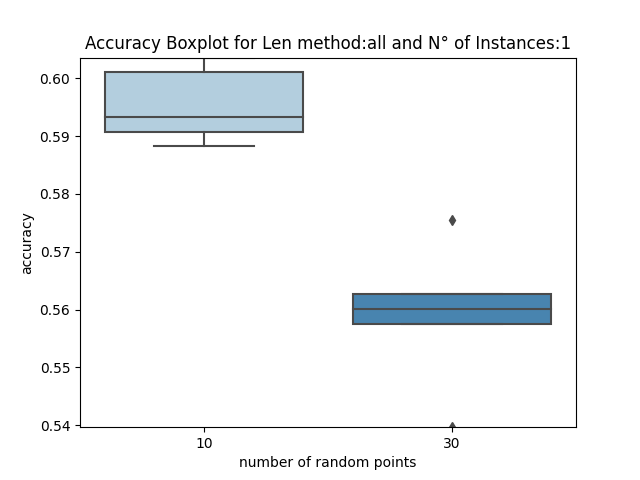 Accuracy Boxplot for Len method:all and N° of Instances:1
0.60
0.59
0.58
0.57
0.56
0.55
0.54
accuracy
10 30
number of random points